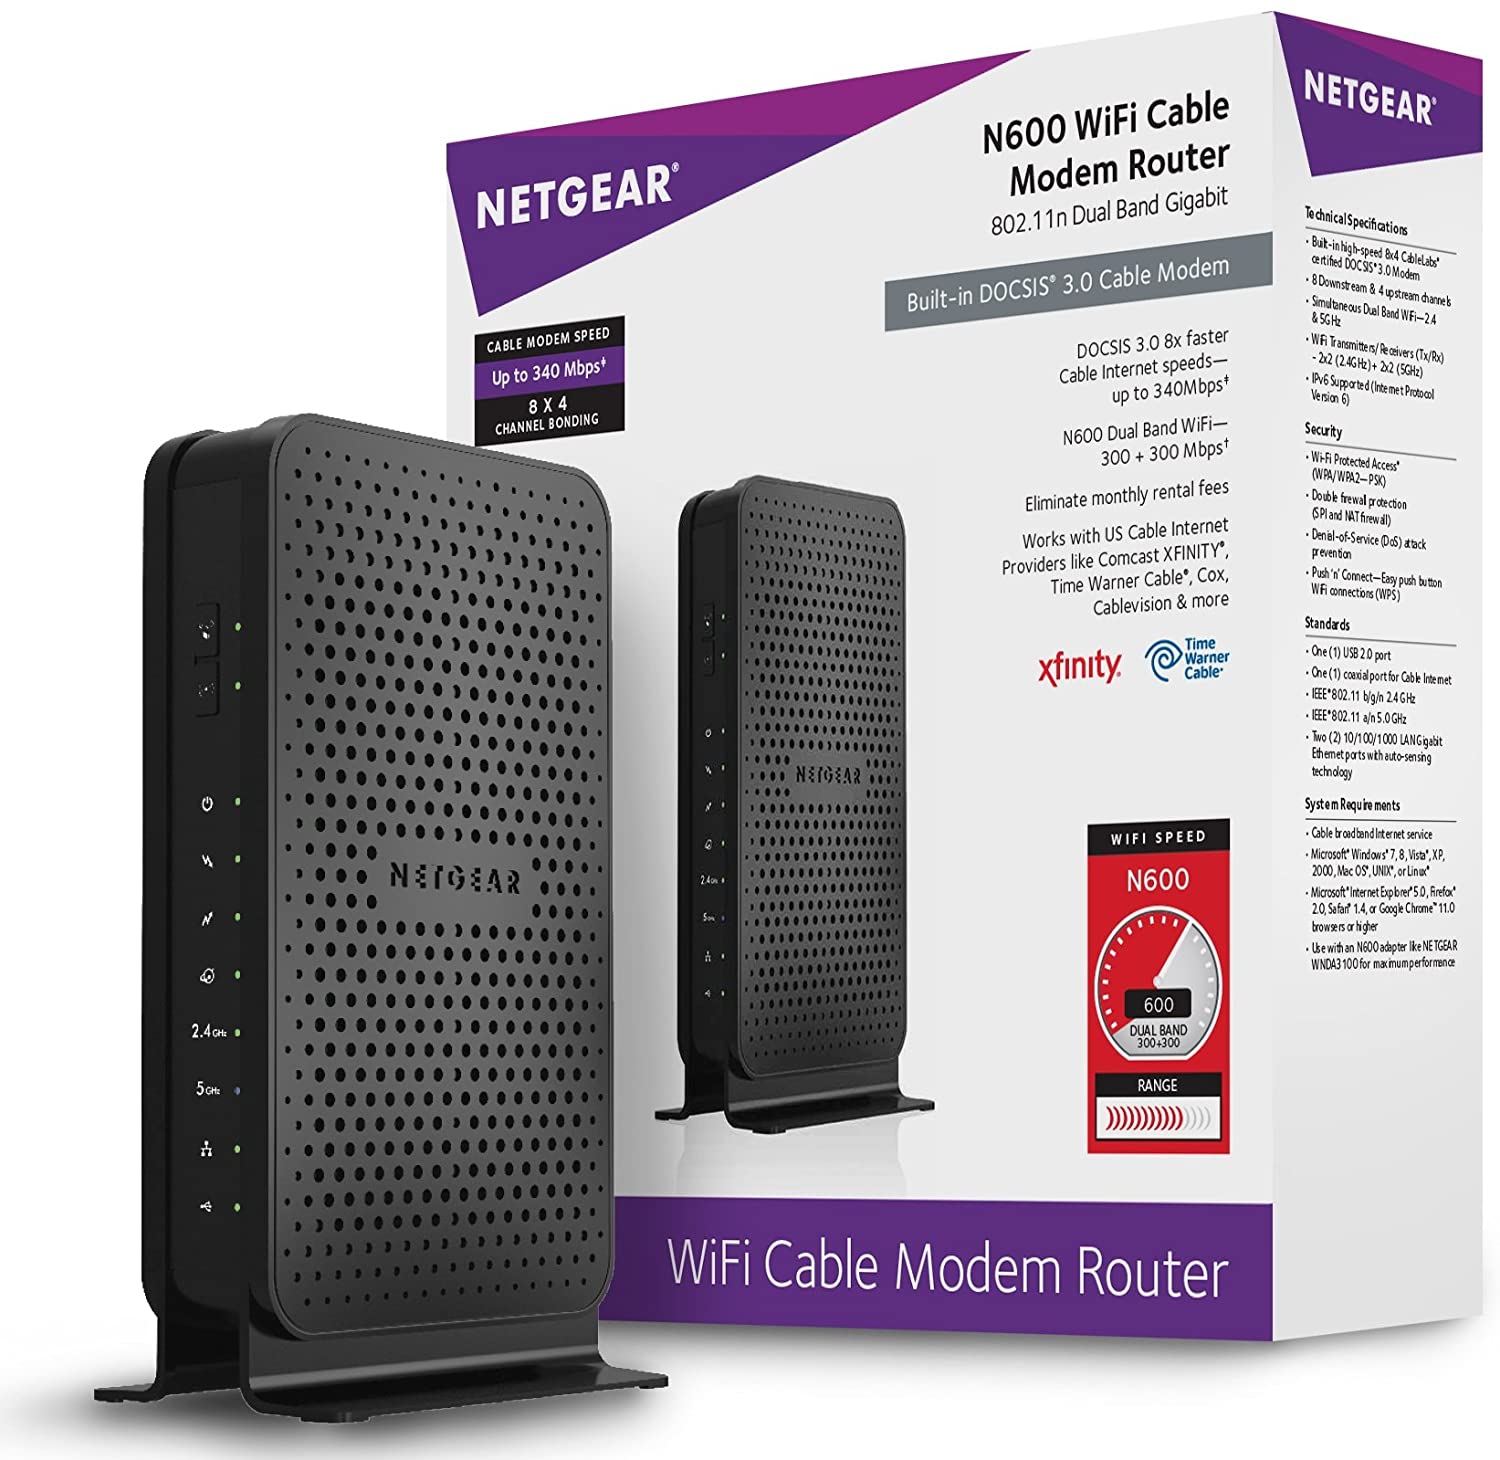 NETGEAR®
N600 WiFi Cable
Modem Router
802.11n Dual Band Gigabit
Built-in DOCSIS® 3.0 Cable Modem
CABLE MODEM SPEED
Up to 340 Mbps‡
8 X 4
CHANNEL BONDING
DOCSIS 3.0 8x faster
Cable Internet speeds—
up to 340Mbps‡
N600 Dual Band WiFi—
300 + 300 Mbps†
Eliminate monthly rental fees
Works with US Cable Internet
Providers like Comcast XFINITY®,
Time Warner Cable®, Cox,
Cablevision & more
xfinity.
Time
Warner
Cable®
WIFI SPEED
N600
600
DUAL BAND
300+300
RANGE
WiFi Cable Modem Router
NETGEAR
2.4GHz
5GHz
NETGEAR
2.4GHz
5GHz
NETGEAR®
Technical Specifications
• Built-in high-speed 8x4 CableLabs®
certified DOCSIS® 3.0 Modem
• 8 Downstream & 4 upstream channels
• Simultaneous Dual Band WiFi—2.4
& 5GHz
• WiFi Transmitters/Receivers (Tx/Rx)
- 2x2 (2.4GHz) + 2x2 (5GHz)
• IPv6 Supported (Internet Protocol
Version 6)
Security
• Wi-Fi Protected Access®
(WPA/WPA2—PSK)
• Double firewall protection
(SPI and NAT firewall)
• Denial-of-Service (DoS) attack
prevention
• Push 'n' Connect—Easy push button
WiFi connections (WPS)
Standards
• One (1) USB 2.0 port
• One (1) coaxial port for Cable Internet
• IEEE® 802.11 b/g/n 2.4 GHz
• IEEE® 802.11 a/n 5.0 GHz
• Two (2) 10/100/1000 LAN Gigabit
Ethernet ports with auto-sensing
technology
System Requirements
• Cable broadband Internet service
• Microsoft® Windows® 7, 8, Vista®, XP,
2000, Mac OS®, UNIX®, or Linux®
• Microsoft® Internet Explorer® 5.0, Firefox®
2.0, Safari® 1.4, or Google Chrome™ 11.0
browsers or higher
• Use with an N600 adapter like NETGEAR
WNDA3100 for maximum performance